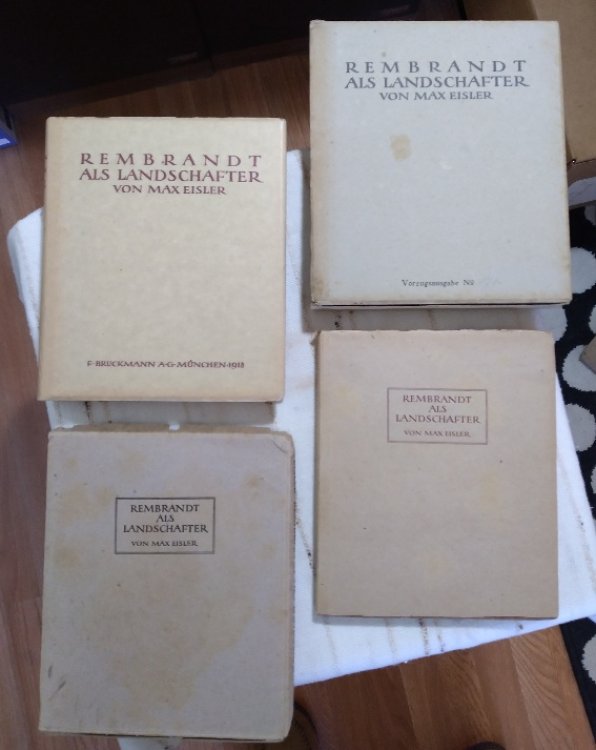 REMBRANDT
ALS LANDSCHAFTER
VON MAX EISLER
F·BRUCKMANN A·G·MÜNCHEN·1918
REMBRANDT
ALS LANDSCHAFTER
VON MAX EISLER
Vorzugsausgabe Nº
REMBRANDT
ALS
LANDSCHAFTER
VON MAX EISLER
REMBRANDT
ALS
LANDSCHAFTER
VON MAX EISLER